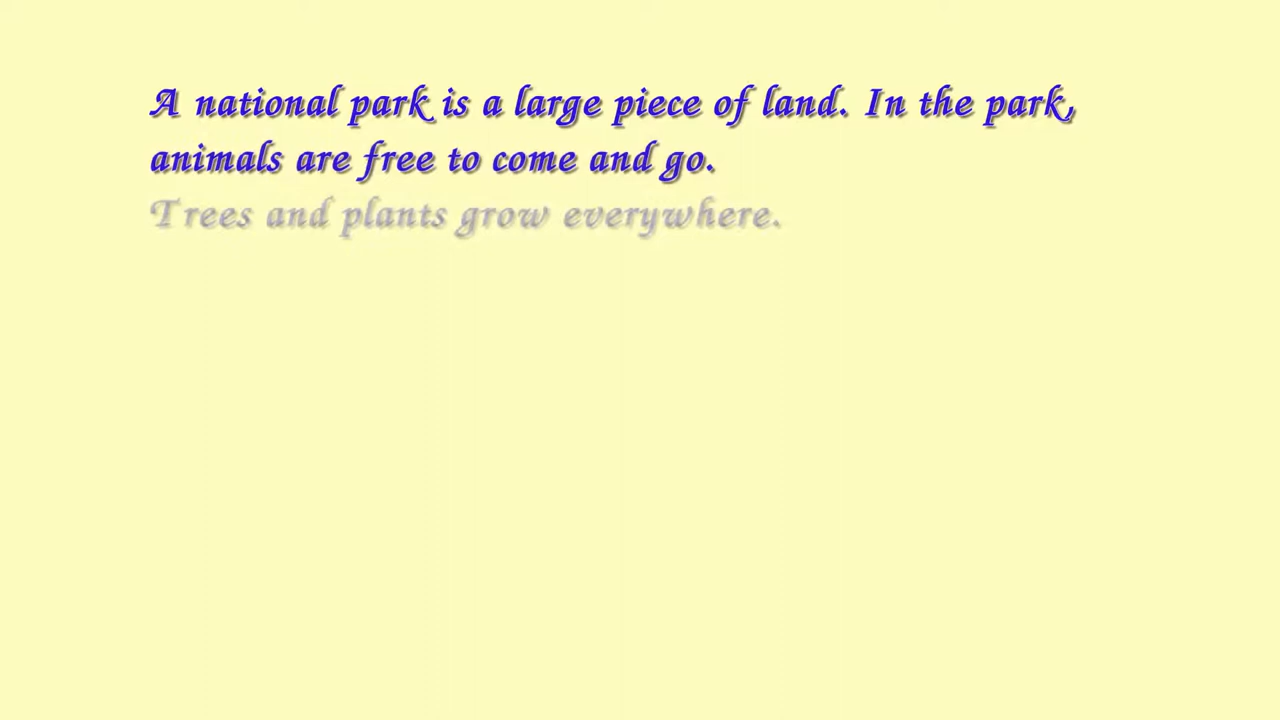 A national park is a large piece of land. In the park,
animals are free to come and go.
Trees and plants grow everywhere.